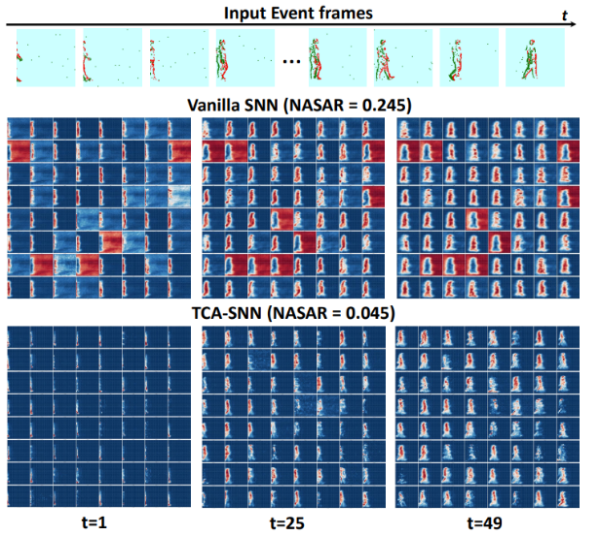 Input Event frames
t
...
Vanilla SNN (NASAR = 0.245)
TCA-SNN (NASAR = 0.045)
t=1 t=25 t=49